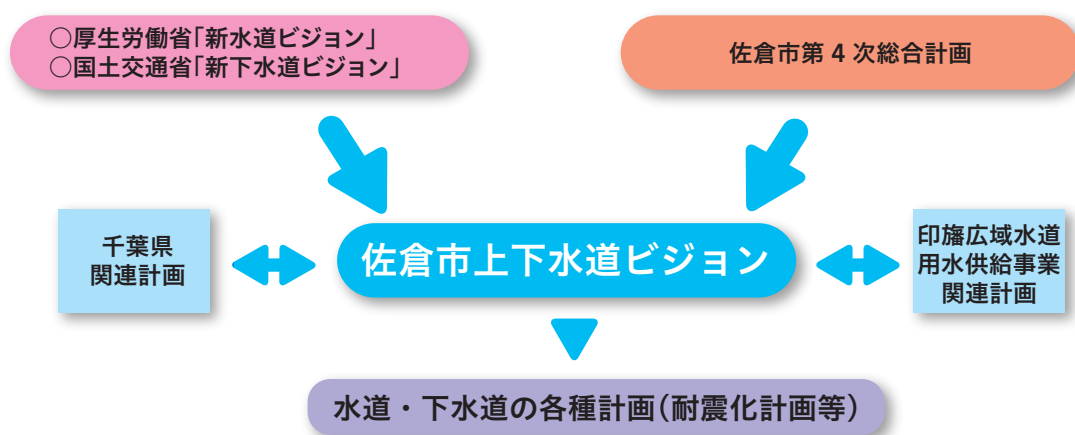 ○厚生労働省「新水道ビジョン」
○国土交通省「新下水道ビジョン」
佐倉市第4次総合計画
千葉県
関連計画
佐倉市上下水道ビジョン
印旛広域水道
用水供給事業
関連計画
水道・下水道の各種計画(耐震化計画等)